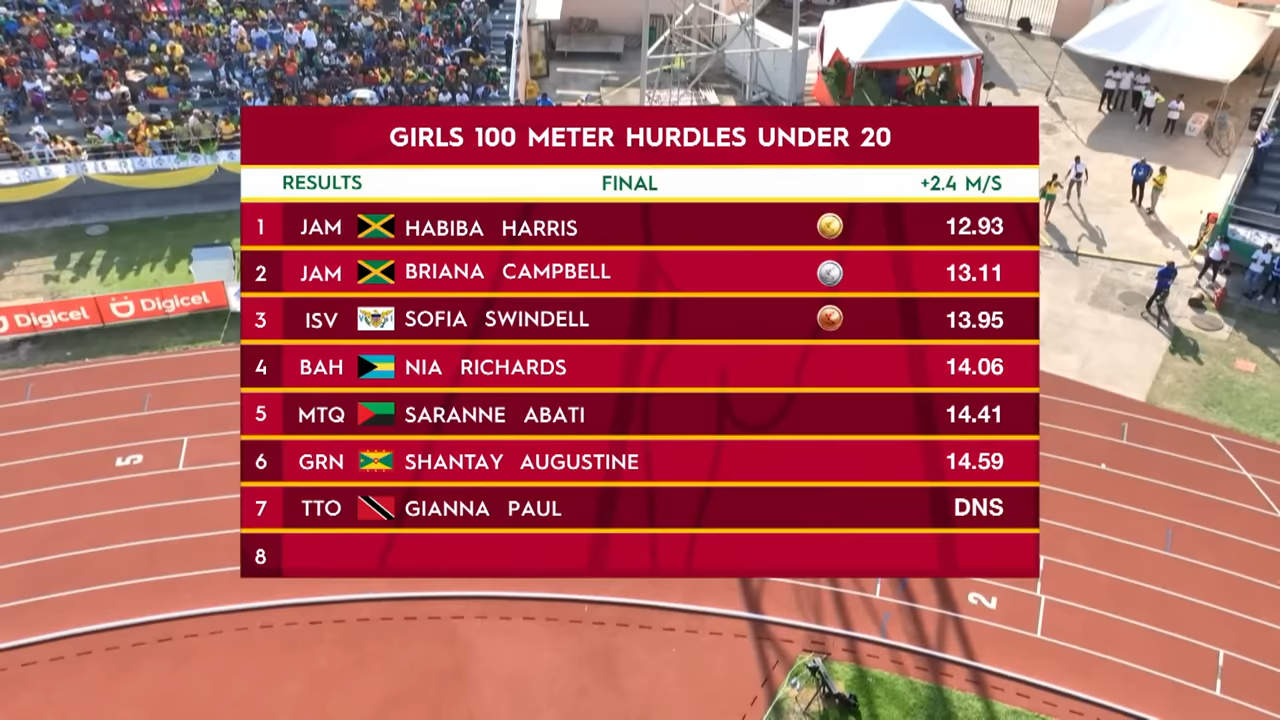 GIRLS 100 METER HURDLES UNDER 20
RESULTS FINAL +2.4 M/S
1 JAM HABIBA HARRIS 12.93
2 JAM BRIANA CAMPBELL 13.11
3 ISV SOFIA SWINDELL 13.95
4 BAH NIA RICHARDS 14.06
5 MTQ SARANNE ABATI 14.41
6 GRN SHANTAY AUGUSTINE 14.59
7 TTO GIANNA PAUL DNS
8
Digicel Digicel
5
2